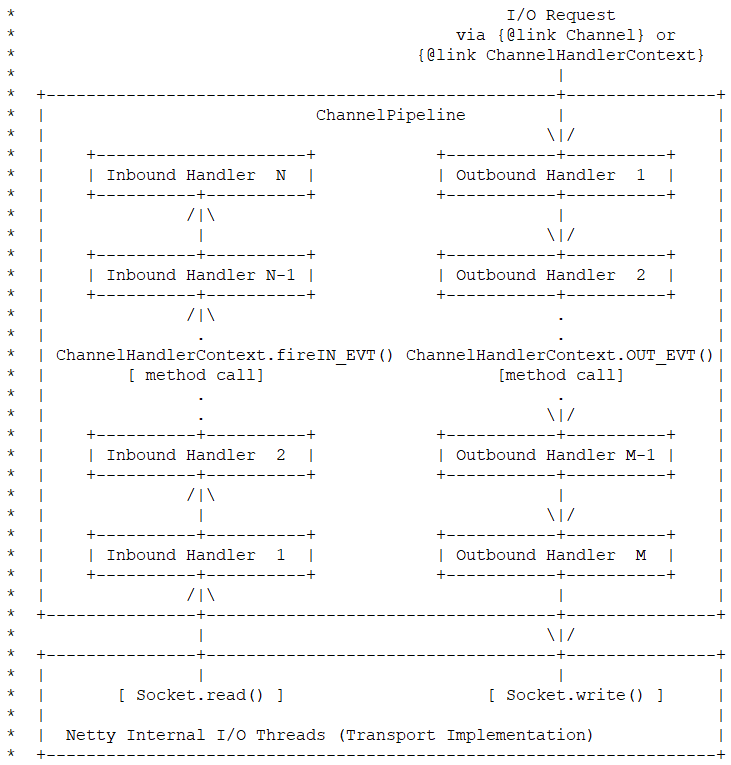 *                                                 I/O Request
*                                            via {@link Channel} or
*                                        {@link ChannelHandlerContext}
*                                                      |
*  +---------------------------------------------------+---------------+
*  |                           ChannelPipeline         |               |
*  |                                                  \|/              |
*  |    +---------------------+            +-----------+----------+    |
*  |    | Inbound Handler  N  |            | Outbound Handler  1  |    |
*  |    +----------+----------+            +-----------+----------+    |
*  |              /|\                                  |               |
*  |               |                                  \|/              |
*  |    +----------+----------+            +-----------+----------+    |
*  |    | Inbound Handler N-1 |            | Outbound Handler  2  |    |
*  |    +----------+----------+            +-----------+----------+    |
*  |              /|\                                  .               |
*  |               .                                   .               |
*  | ChannelHandlerContext.fireIN_EVT() ChannelHandlerContext.OUT_EVT()|
*  |          [ method call]                      [method call]         |
*  |               .                                   .               |
*  |               .                                  \|/              |
*  |    +----------+----------+            +-----------+----------+    |
*  |    | Inbound Handler  2  |            | Outbound Handler M-1 |    |
*  |    +----------+----------+            +-----------+----------+    |
*  |              /|\                                  |               |
*  |               |                                  \|/              |
*  |    +----------+----------+            +-----------+----------+    |
*  |    | Inbound Handler  1  |            | Outbound Handler  M  |    |
*  |    +----------+----------+            +-----------+----------+    |
*  |              /|\                                  |               |
*  +---------------+-----------------------------------+---------------+
*                  |                                  \|/
*  +---------------+-----------------------------------+---------------+
*  |               |                                   |               |
*  |       [ Socket.read() ]                    [ Socket.write() ]     |
*  |                                                                   |
*  |  Netty Internal I/O Threads (Transport Implementation)            |
*  +-------------------------------------------------------------------+